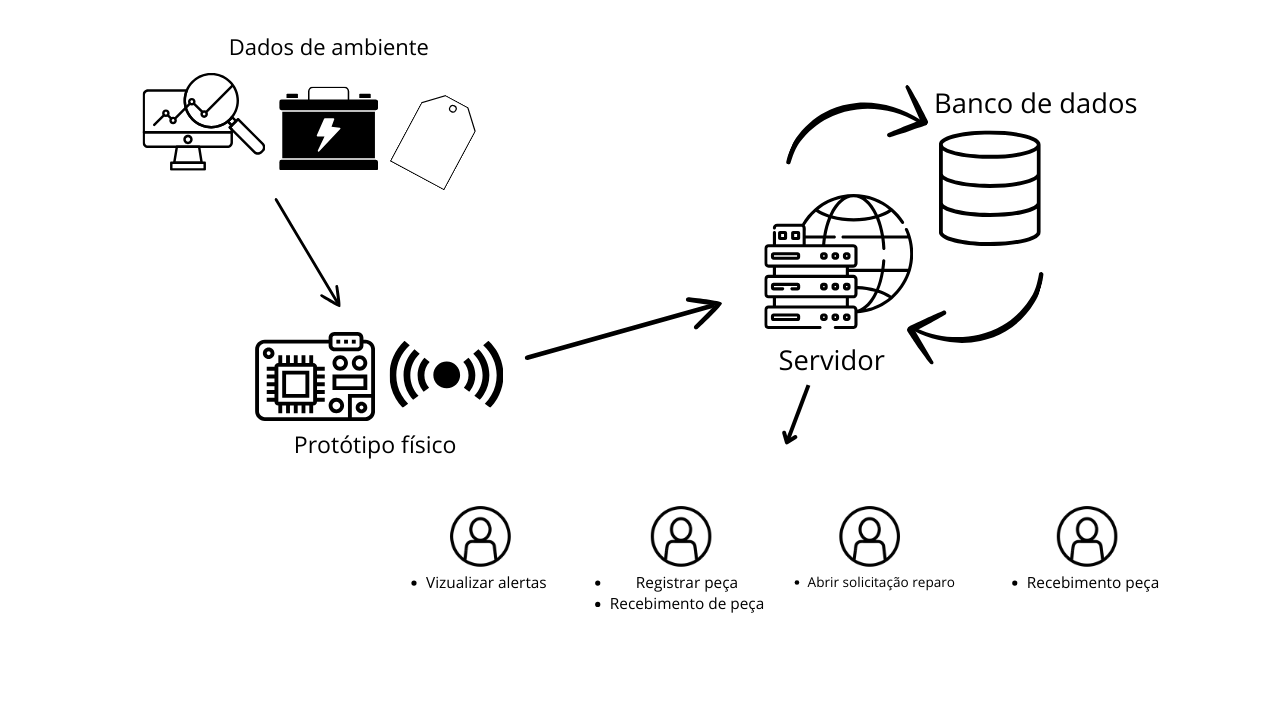 Dados de ambiente
Banco de dados
Servidor
Protótipo físico
• Vizualizar alertas
• Registrar peça
• Recebimento de peça
• Abrir solicitação reparo
• Recebimento peça